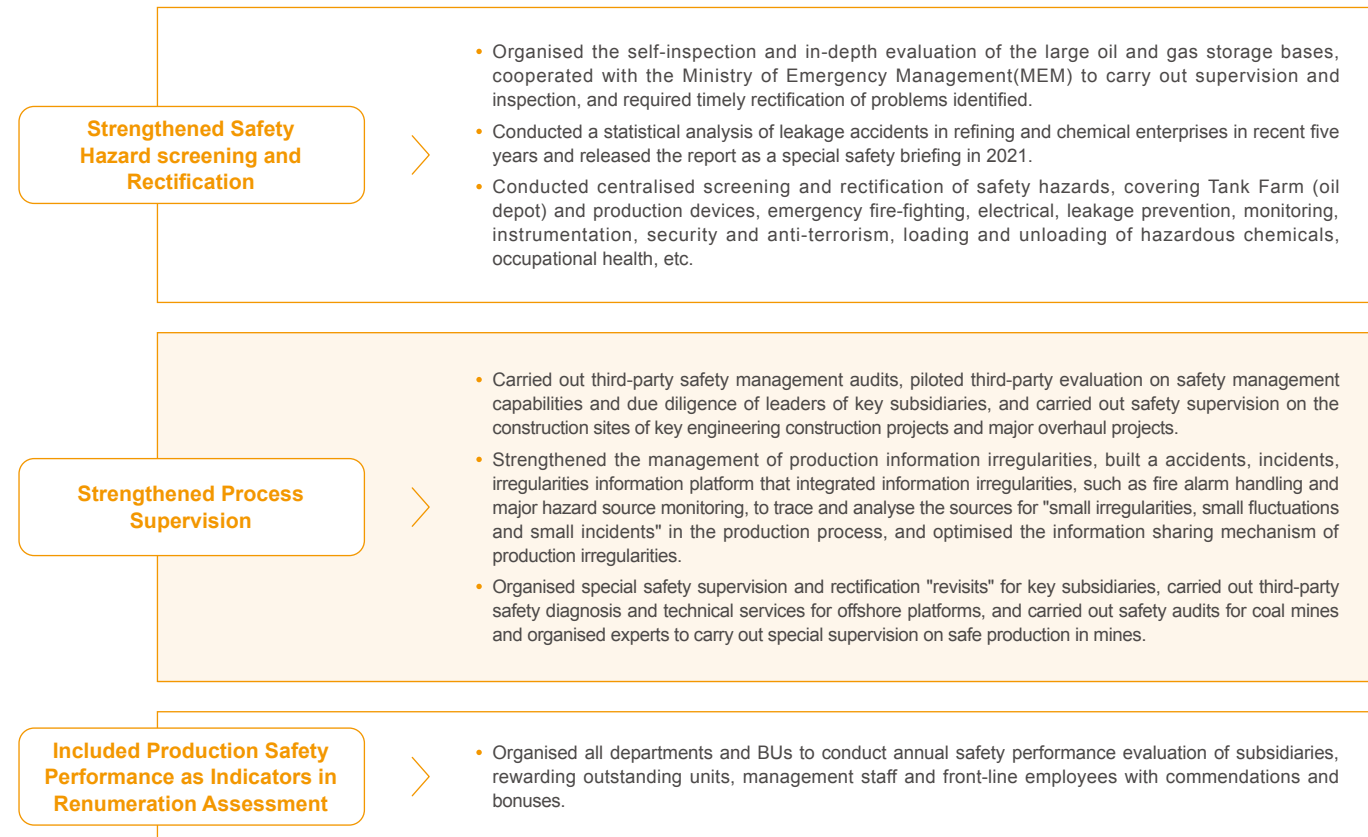 Strengthened Safety
Hazard screening and
Rectification
• Organised the self-inspection and in-depth evaluation of the large oil and gas storage bases,
cooperated with the Ministry of Emergency Management(MEM) to carry out supervision and
inspection, and required timely rectification of problems identified.
• Conducted a statistical analysis of leakage accidents in refining and chemical enterprises in recent five
years and released the report as a special safety briefing in 2021.
• Conducted centralised screening and rectification of safety hazards, covering Tank Farm (oil
depot) and production devices, emergency fire-fighting, electrical, leakage prevention, monitoring,
instrumentation, security and anti-terrorism, loading and unloading of hazardous chemicals,
occupational health, etc.
Strengthened Process
Supervision
• Carried out third-party safety management audits, piloted third-party evaluation on safety management
capabilities and due diligence of leaders of key subsidiaries, and carried out safety supervision on the
construction sites of key engineering construction projects and major overhaul projects.
• Strengthened the management of production information irregularities, built a accidents, incidents,
irregularities information platform that integrated information irregularities, such as fire alarm handling and
major hazard source monitoring, to trace and analyse the sources for "small irregularities, small fluctuations
and small incidents" in the production process, and optimised the information sharing mechanism of
production irregularities.
• Organised special safety supervision and rectification "revisits" for key subsidiaries, carried out third-party
safety diagnosis and technical services for offshore platforms, and carried out safety audits for coal mines
and organised experts to carry out special supervision on safe production in mines.
Included Production Safety
Performance as Indicators in
Renumeration Assessment
• Organised all departments and BUs to conduct annual safety performance evaluation of subsidiaries,
rewarding outstanding units, management staff and front-line employees with commendations and
bonuses.